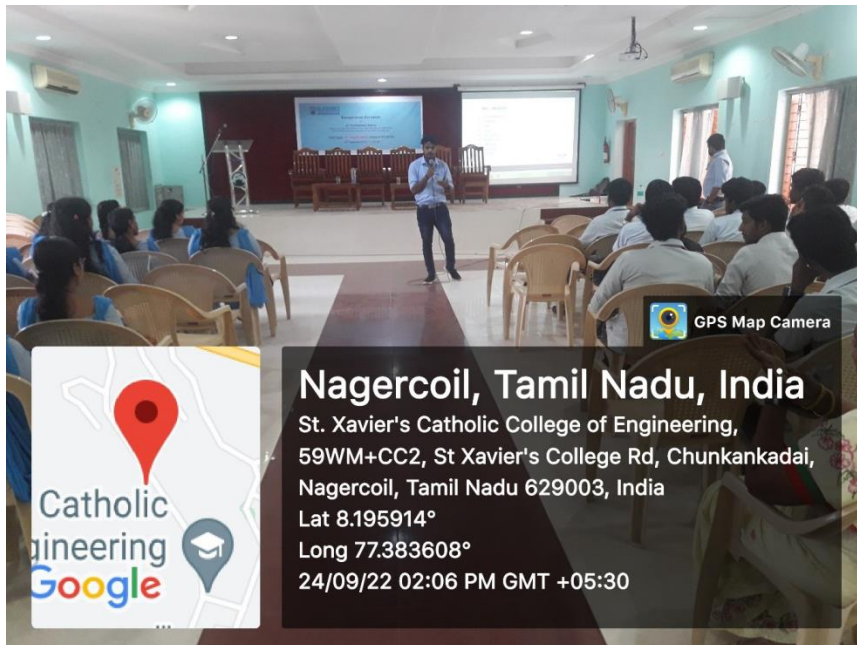 GPS Map Camera
Nagercoil, Tamil Nadu, India
St. Xavier's Catholic College of Engineering,
59WM+CC2, St Xavier's College Rd, Chunkankadai,
Nagercoil, Tamil Nadu 629003, India
Lat 8.195914°
Long 77.383608°
24/09/22 02:06 PM GMT +05:30
Catholic
gineering
Google